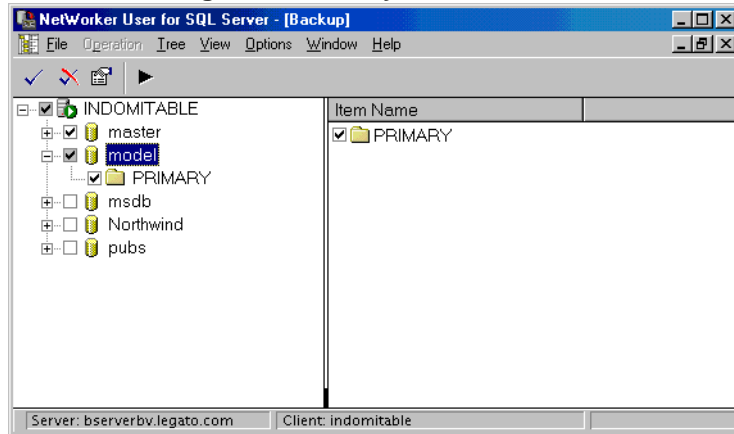 NetWorker User for SQL Server - [Backup]
File Operation Tree View Options Window Help
INDOMITABLE
master
model
PRIMARY
msdb
Northwind
pubs
Item Name
PRIMARY
Server: bserverbv.legato.com Client: indomitable